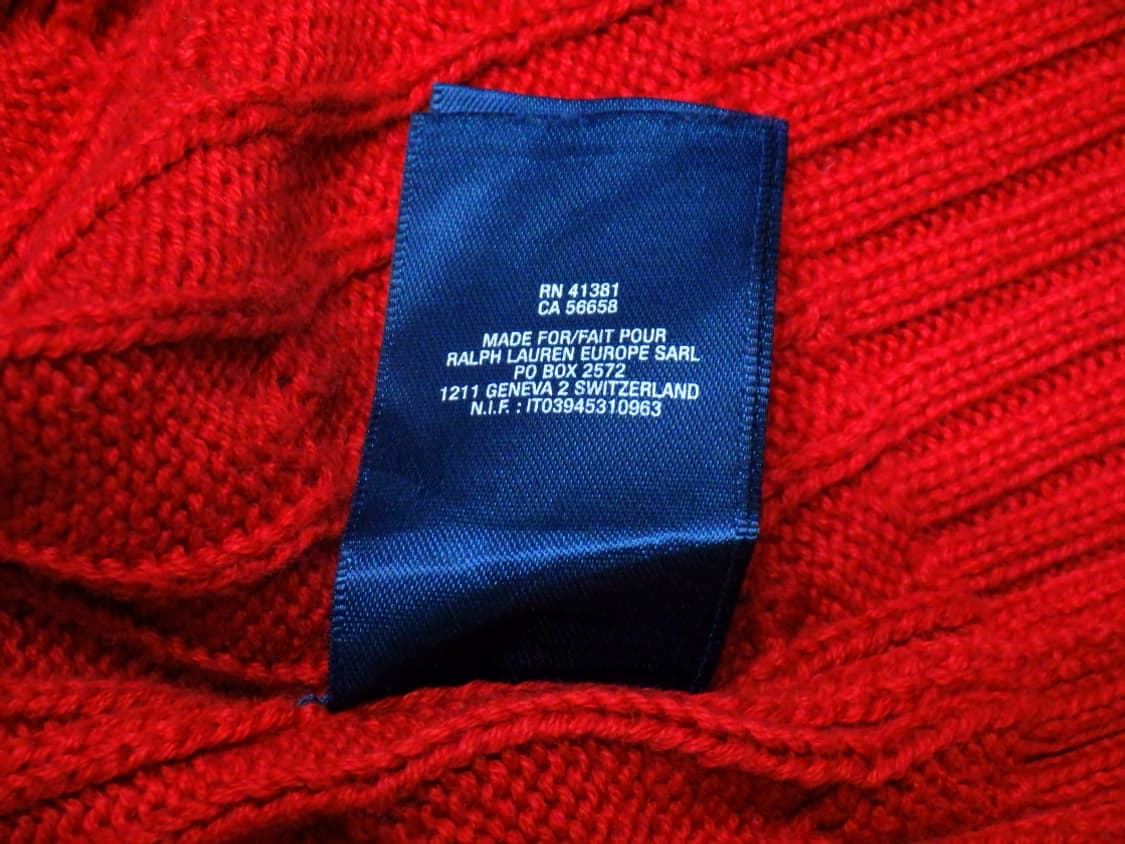 RN 41381
CA 56658
MADE FOR/FAIT POUR
RALPH LAUREN EUROPE SARL
PO BOX 2572
1211 GENEVA 2 SWITZERLAND
N.I.F. : IT03945310963